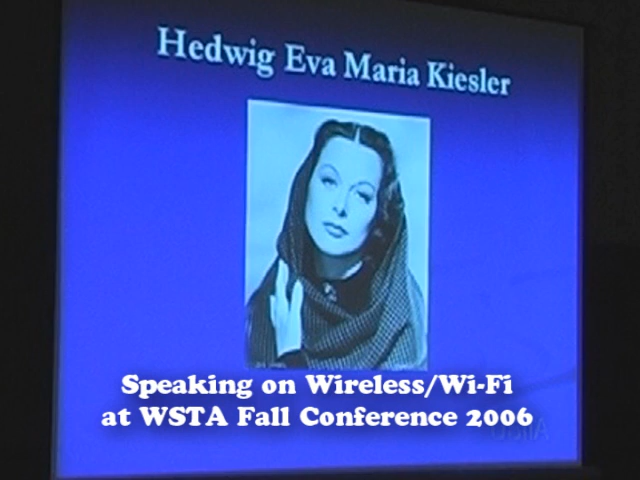 Hedwig Eva Maria Kiesler
Speaking on Wireless/Wi-Fi
at WSTA Fall Conference 2006